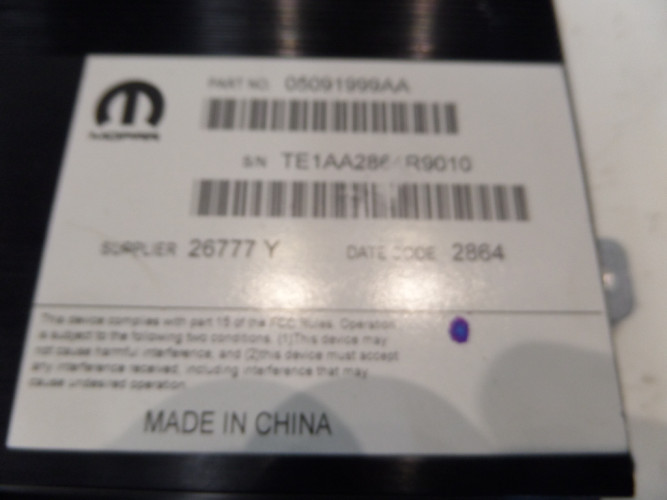 PART NO. 05091999AA
MOPAR
S/N TE1AA2864R9010
SUPPLIER 26777 Y DATE CODE 2864
This device complies with part 15 of the FCC Rules. Operation
is subject to the following two conditions. (1)This device may
not cause harmful interference, and (2)this device must accept
any interference received, including interference that may
cause undesired operation.
MADE IN CHINA